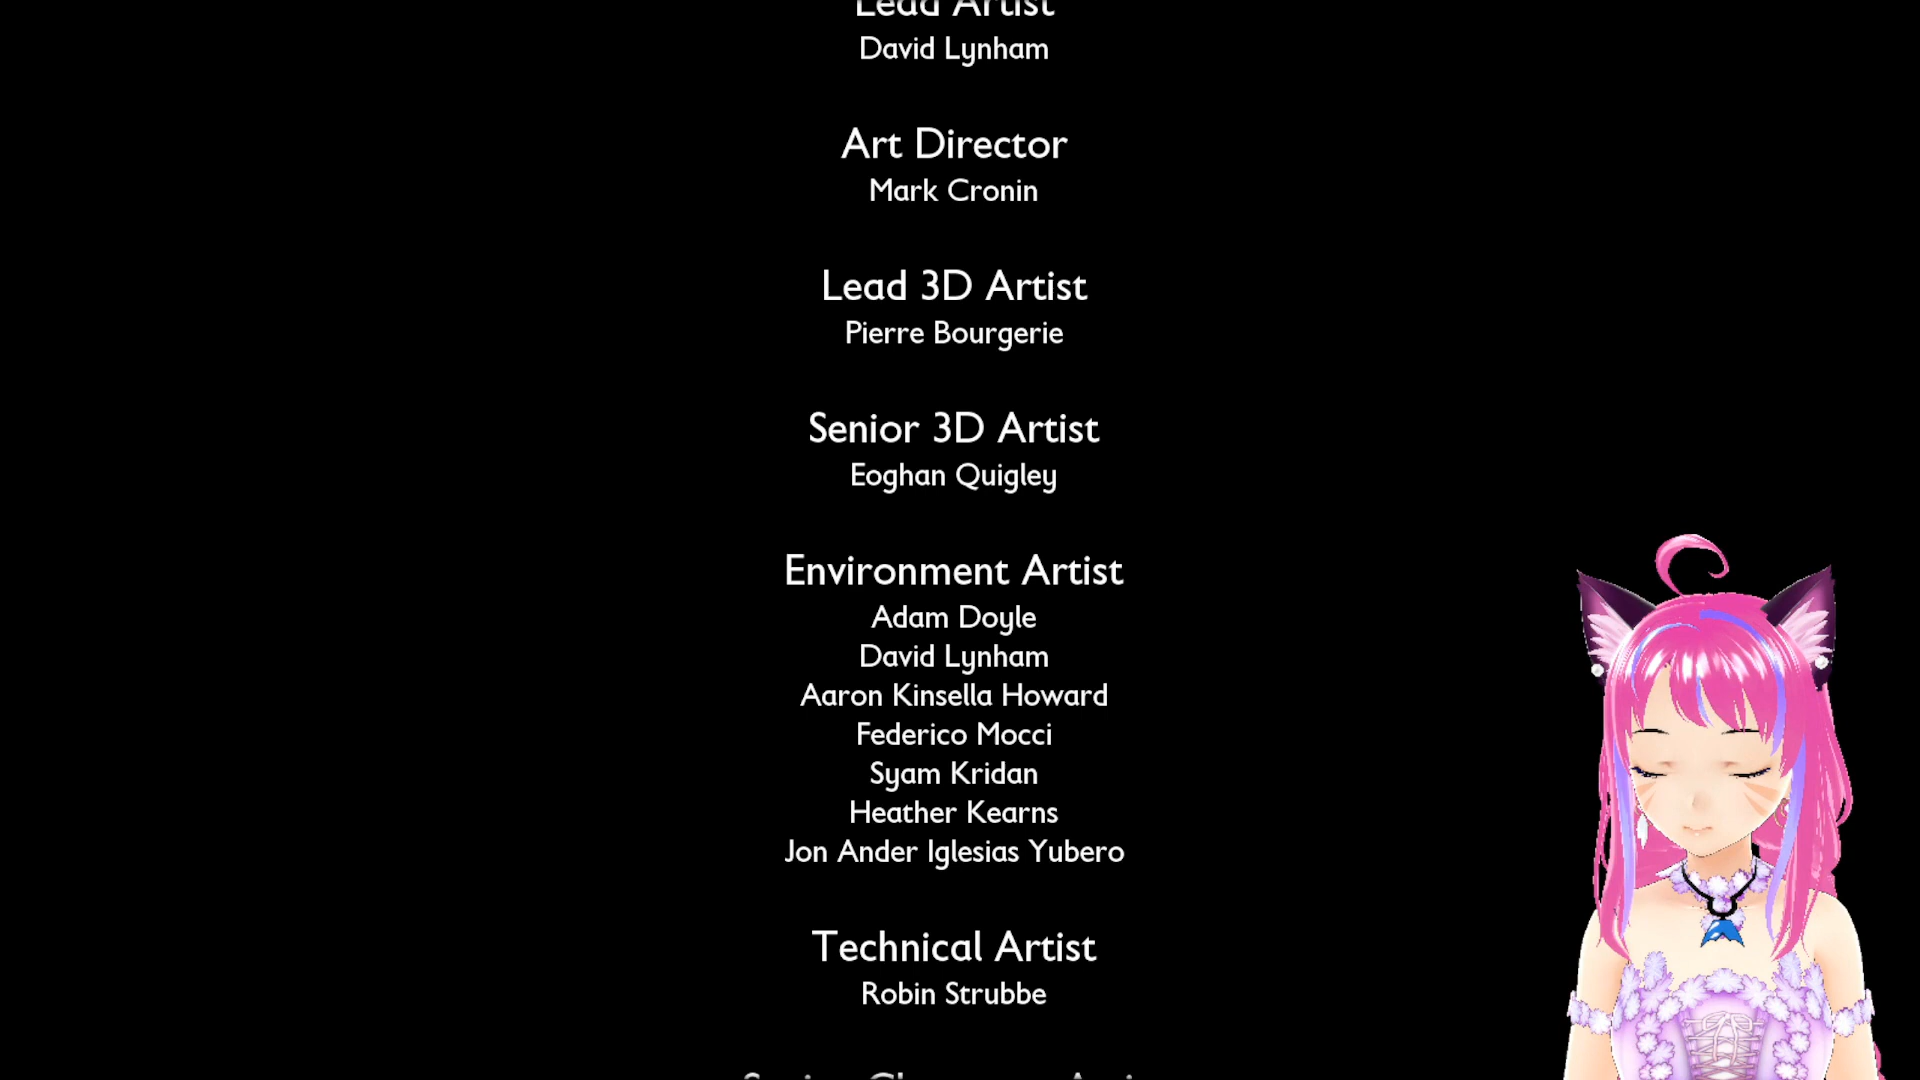 Lead Artist
David Lynham
Art Director
Mark Cronin
Lead 3D Artist
Pierre Bourgerie
Senior 3D Artist
Eoghan Quigley
Environment Artist
Adam Doyle
David Lynham
Aaron Kinsella Howard
Federico Mocci
Syam Kridan
Heather Kearns
Jon Ander Iglesias Yubero
Technical Artist
Robin Strubbe